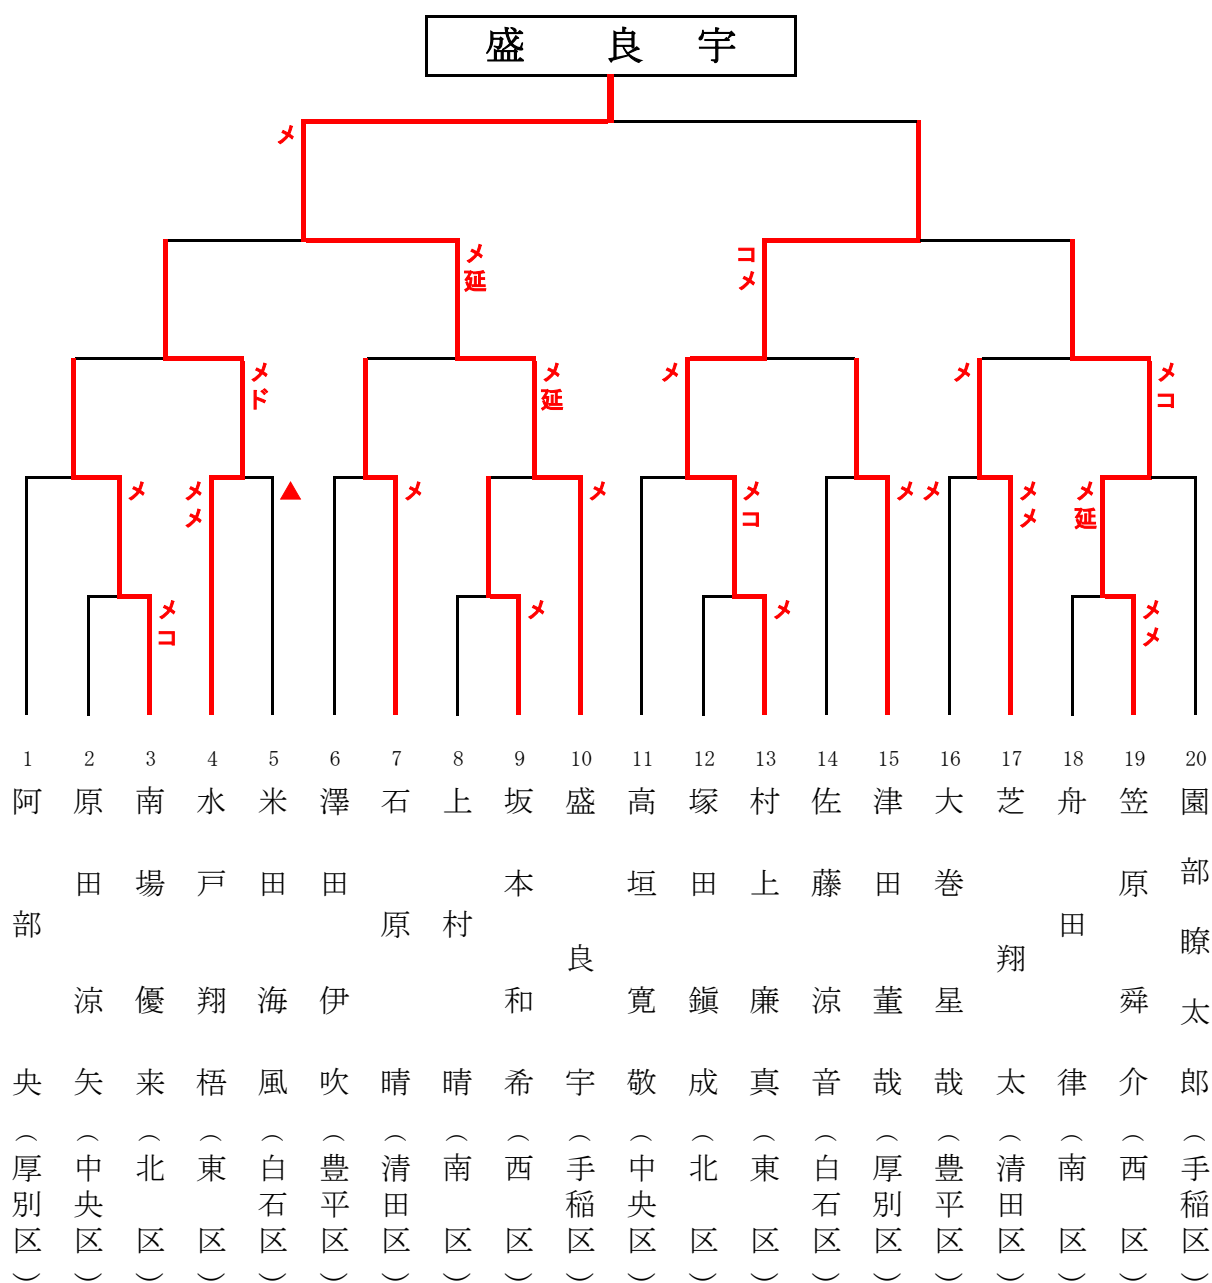 盛 良 宇
メ
メ
延
コ
メ
メ
ド
メ
延
メ
メ
メ
コ
メ
メ
メ
▲
メ
メ
メ
コ
メ
メ
メ
メ
メ
延
メ
コ
メ
メ
メ
メ
1 2 3 4 5 6 7 8 9 10 11 12 13 14 15 16 17 18 19 20
阿部央(厚別区)
原田涼矢(中央区)
南場優来(北区)
水戸翔梧(東区)
米田海風(白石区)
澤田伊吹(豊平区)
石原晴(清田区)
上村晴(南区)
坂本和希(西区)
盛良宇(手稲区)
高垣寛敬(中央区)
塚田鎭成(北区)
村上廉真(東区)
佐藤涼音(白石区)
津田董哉(厚別区)
大巻星哉(豊平区)
芝翔太(清田区)
舟田律(南区)
笠原舜介(西区)
園部瞭太郎(手稲区)